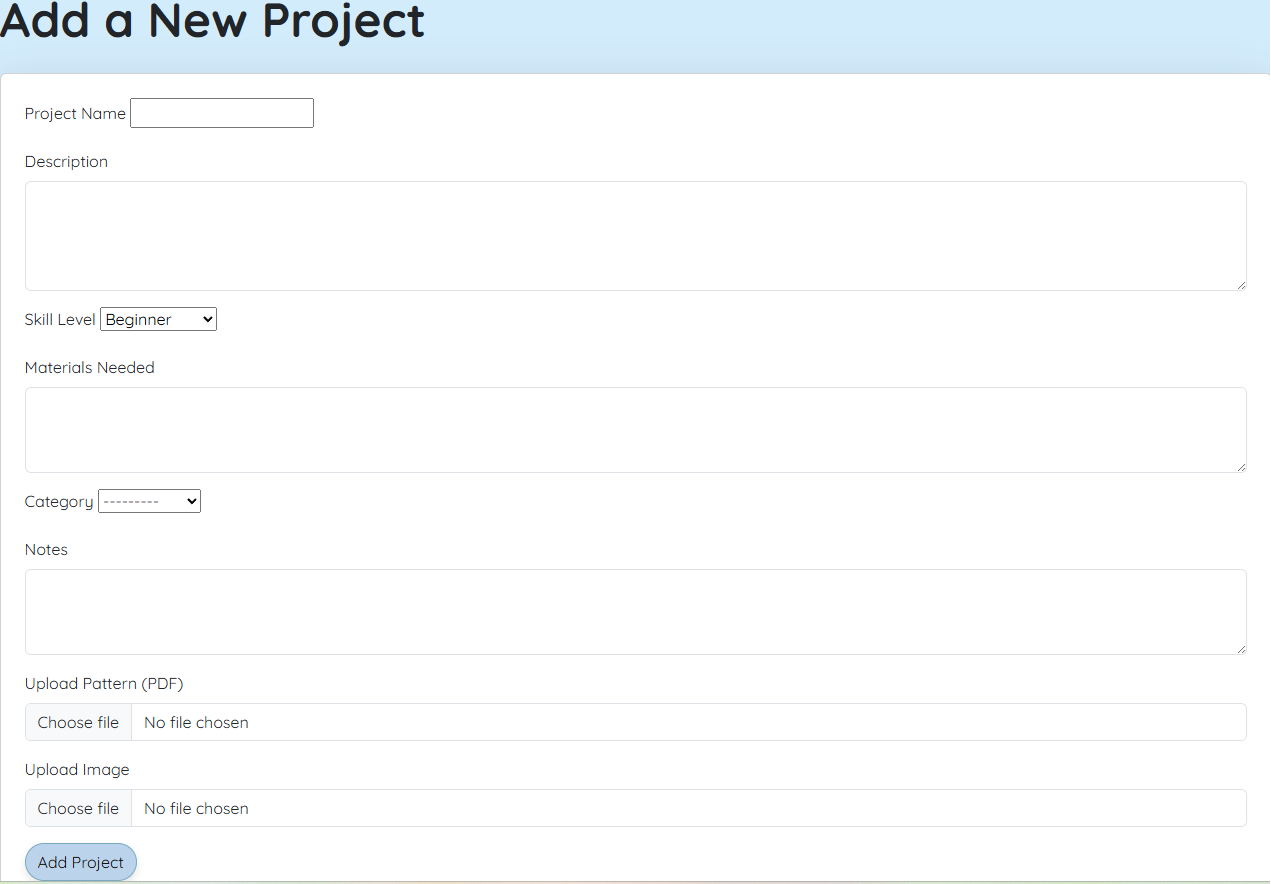 Add a New Project
Project Name
Description
Skill Level Beginner
Materials Needed
Category ---------
Notes
Upload Pattern (PDF)
Choose file No file chosen
Upload Image
Choose file No file chosen
Add Project